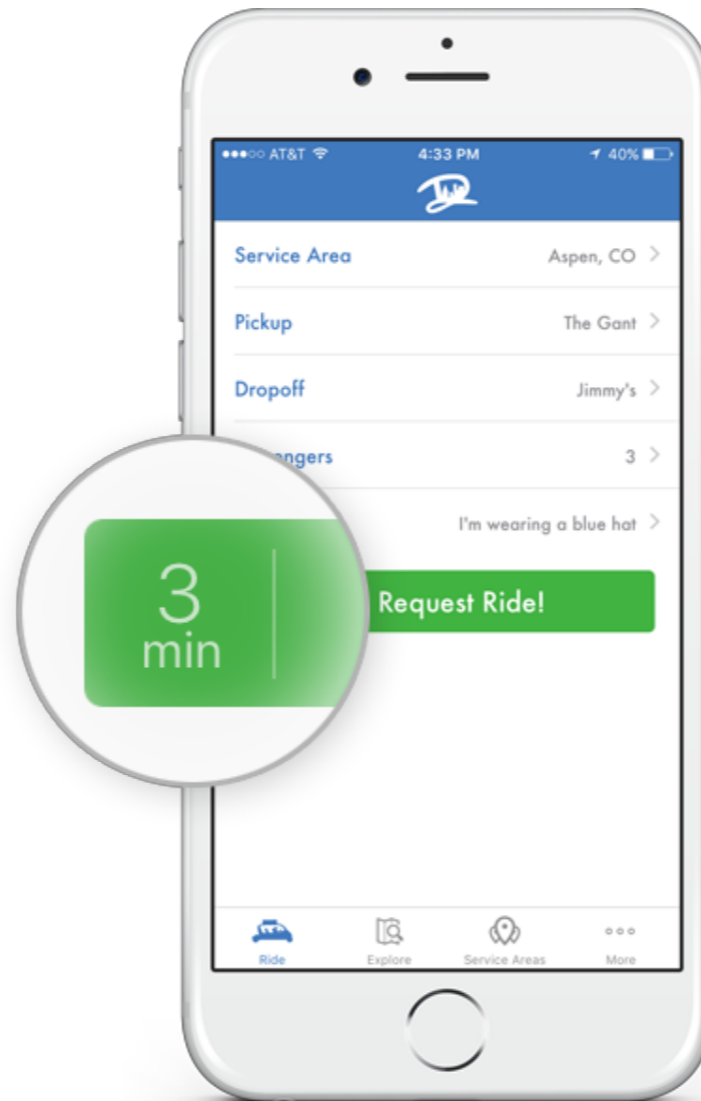 AT&T 4:33 PM 40%
Service Area Aspen, CO
Pickup The Gant
Dropoff Jimmy's
engers 3
I'm wearing a blue hat
3
min
Request Ride!
Ride Explore Service Areas More